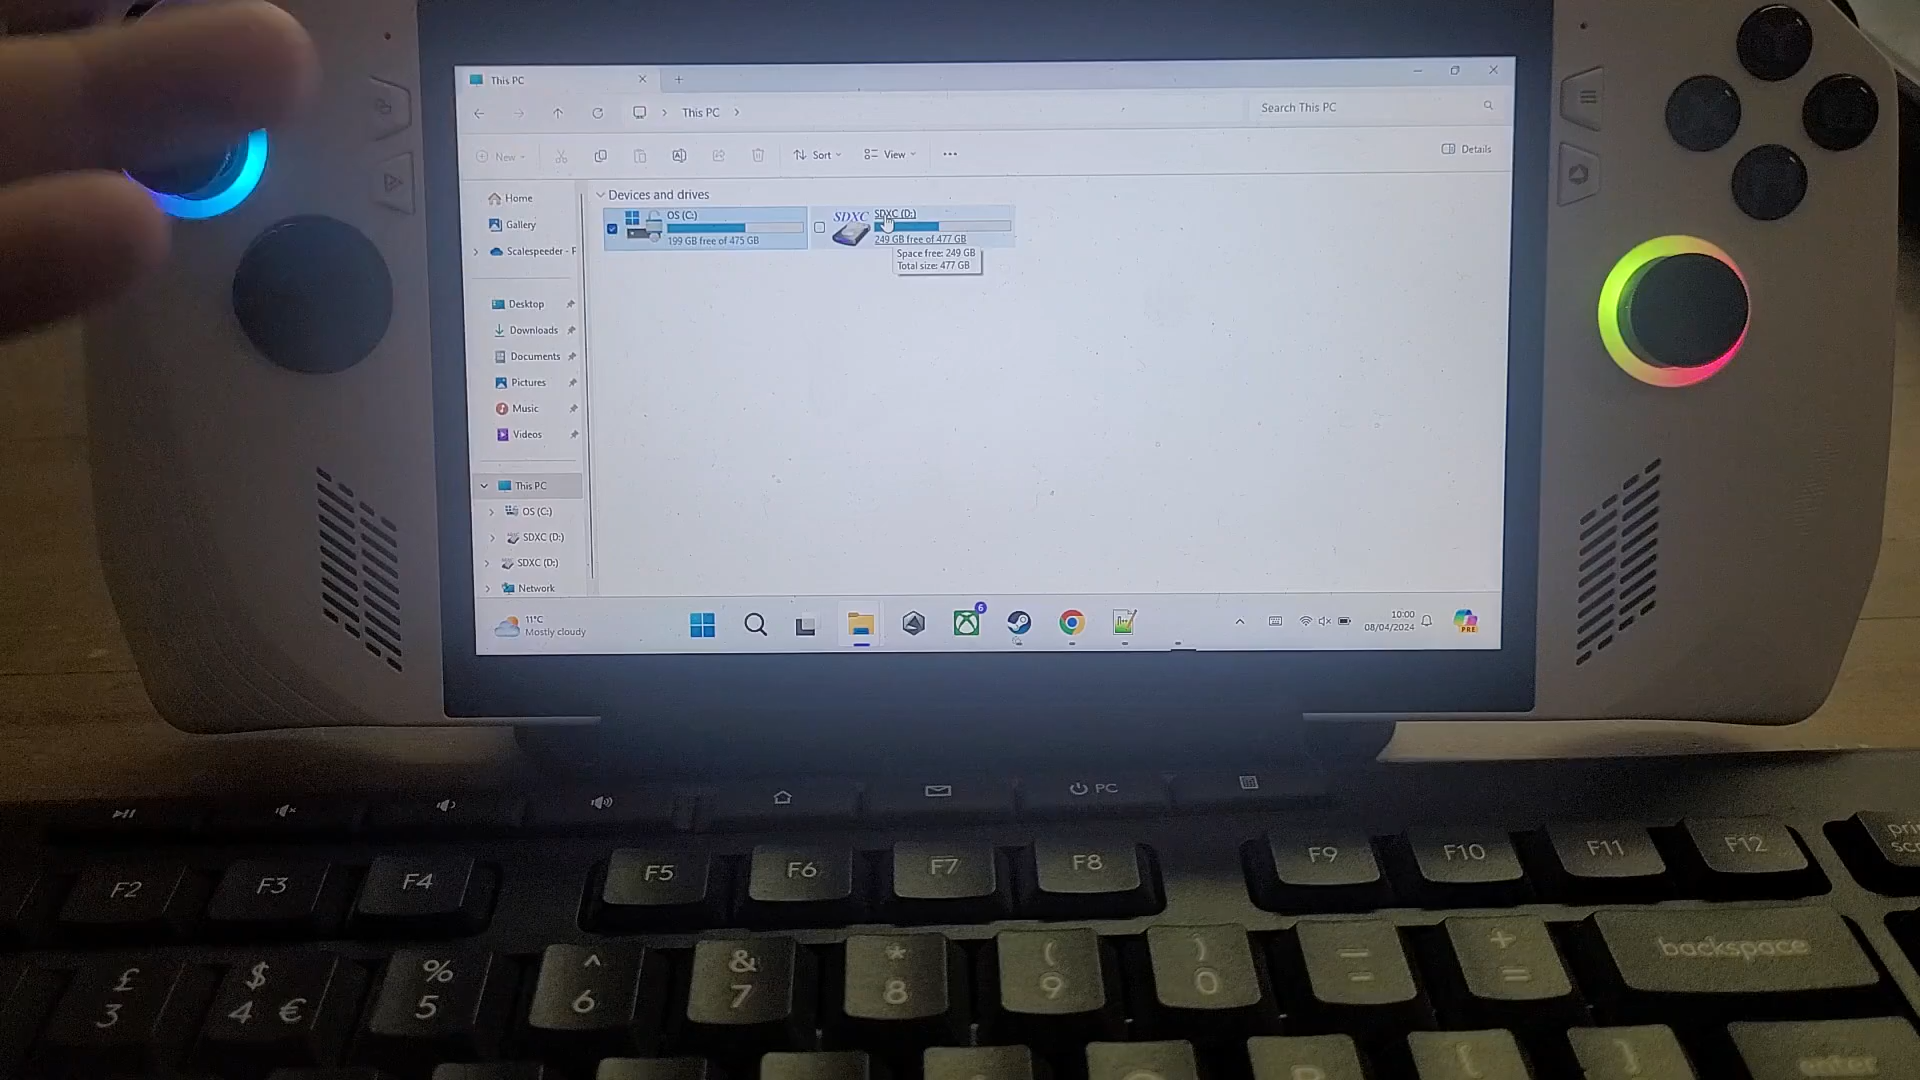 This PC
This PC
Search This PC
New
Sort
View
Details
Home
Gallery
Scalespeeder - F
Desktop
Downloads
Documents
Pictures
Music
Videos
This PC
OS (C:)
SDXC (D:)
SDXC (D:)
Network
Devices and drives
OS (C:)
199 GB free of 475 GB
SDXC
SDXC (D:)
249 GB free of 477 GB
Space free: 249 GB
Total size: 477 GB
11°C
Mostly cloudy
6
10:00
08/04/2024
PRE
PC
F2
F3
F4
F5
F6
F7
F8
F9
F10
F11
F12
£
3
$
4 €
%
5
^
6
&
7
*
8
(
9
)
0
+
=
backspace
{
}
enter